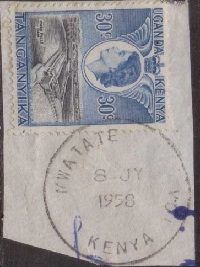 UGANDA KENYA
30c
30c
TANGANYIKA
MWATATE
8 JY
1958
KENYA